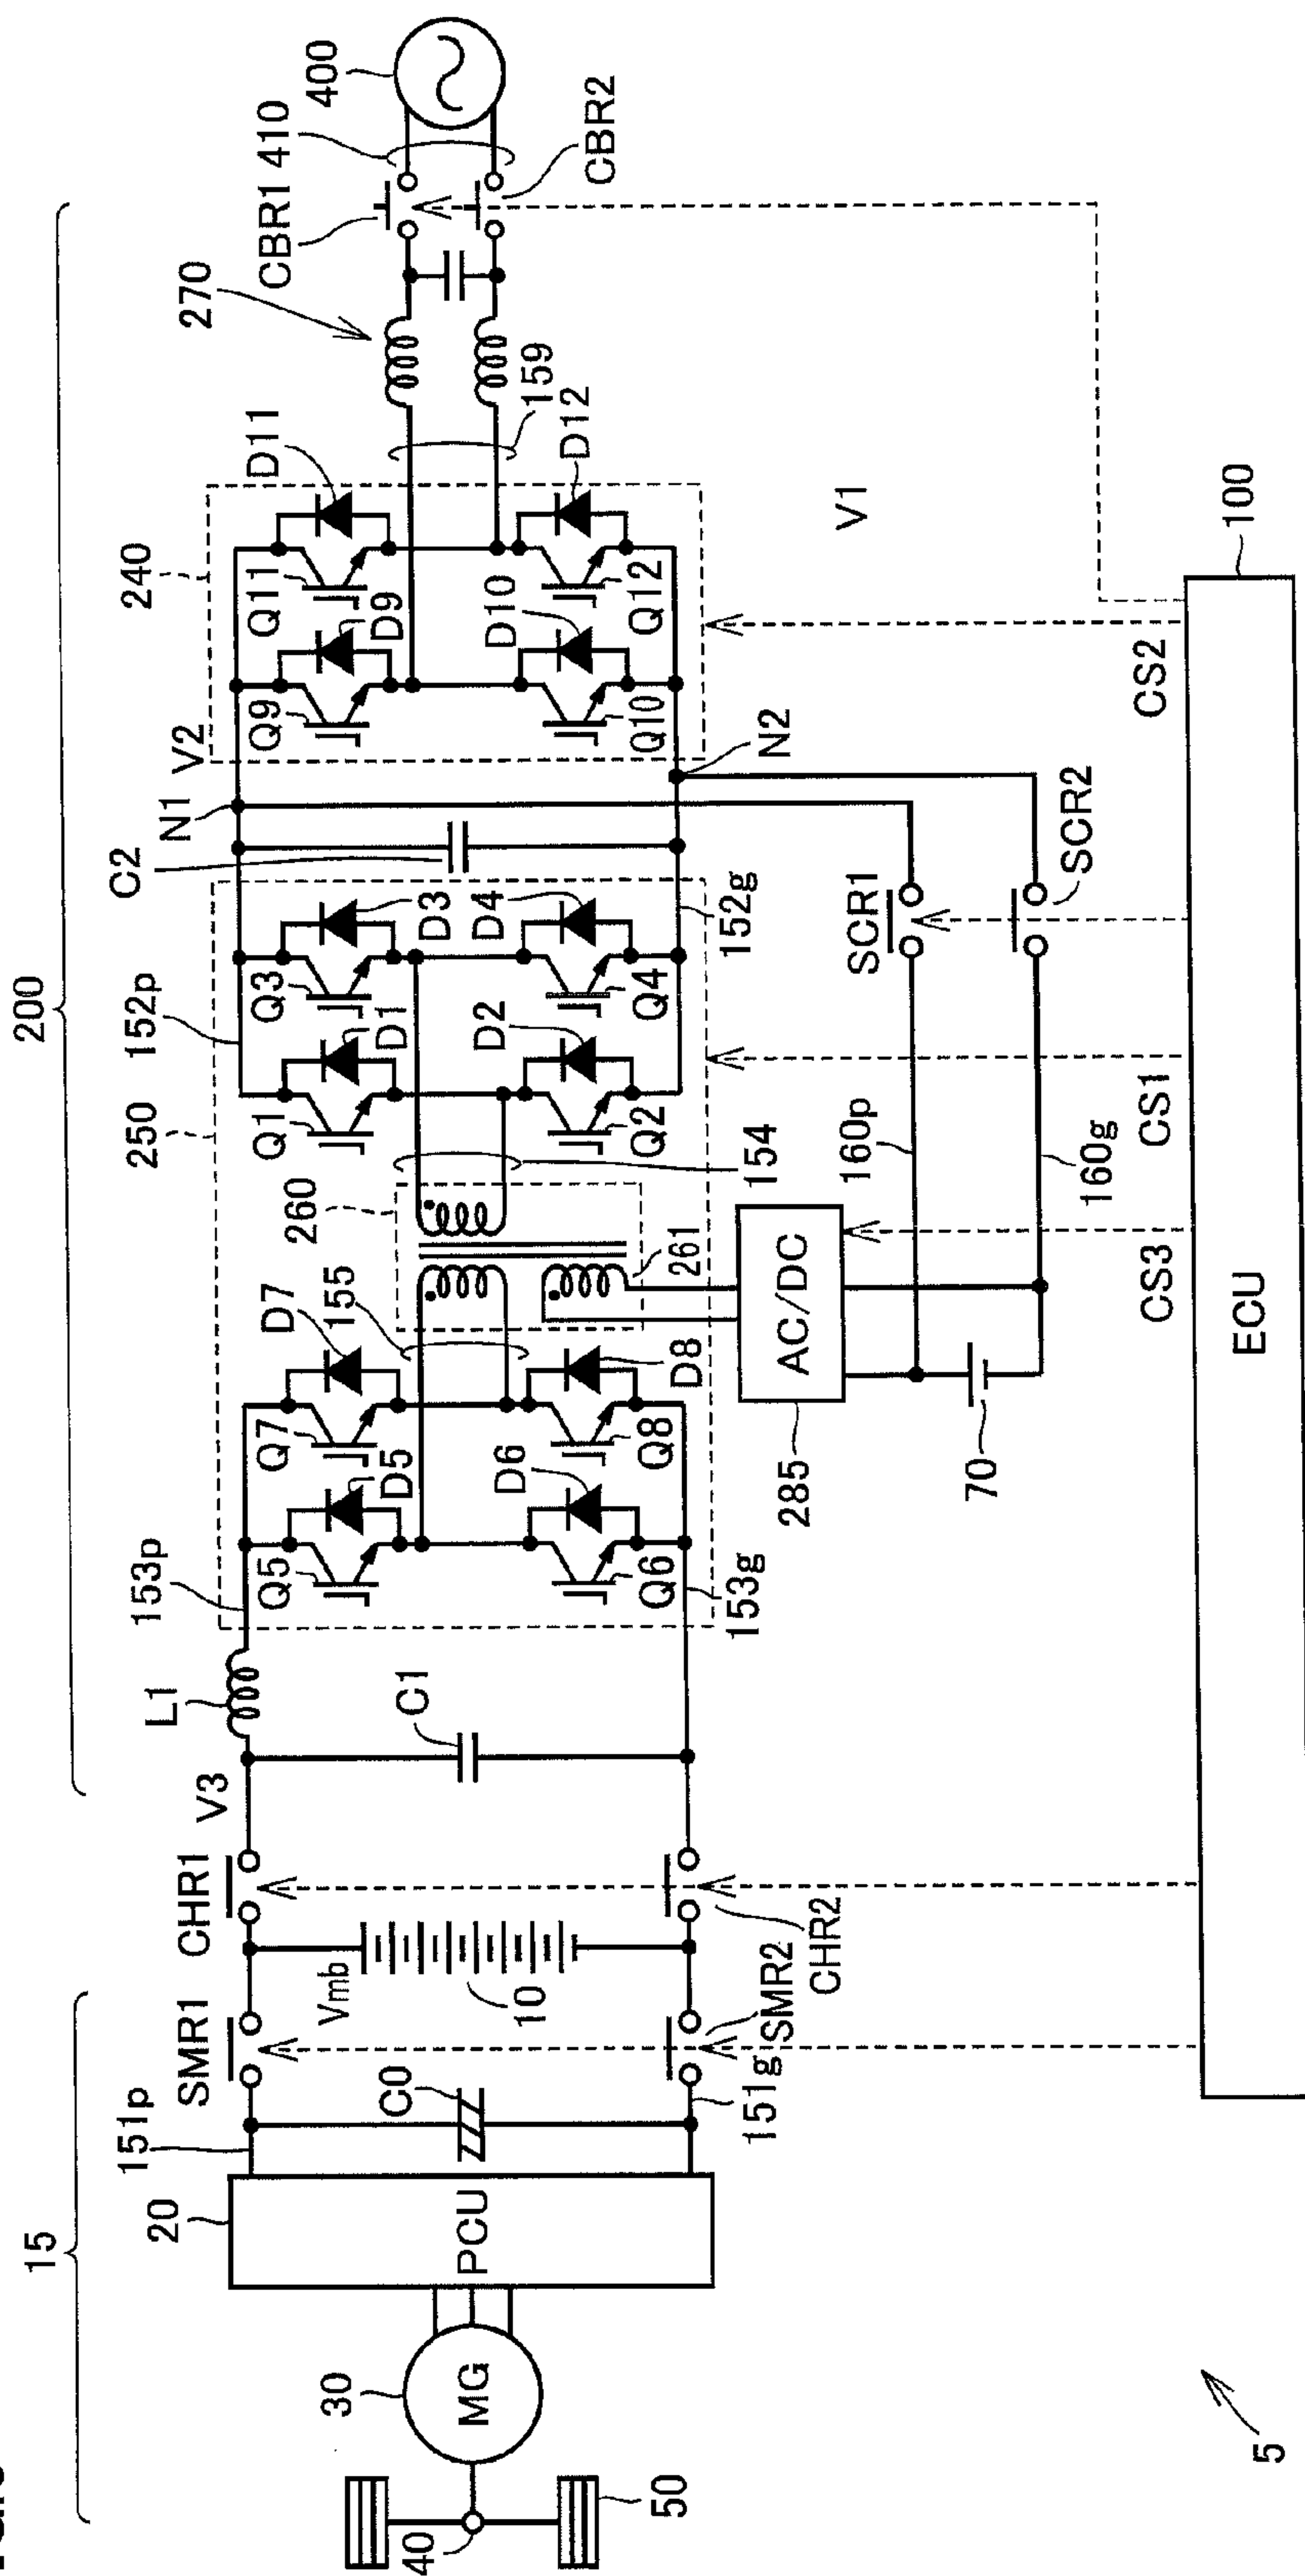 15
200
151p
SMR1
CHR1
V3
L1
153p
250
152p
C2
N1
V2
240
270
CBR1
410
400
20
Q5
Q7
D7
260
Q1
Q3
Q9
Q11
D11
D5
155
D1
D3
D9
30
MG
PCU
C0
Vmb
10
C1
D6
D2
D4
D10
159
D12
CBR2
40
50
151g
SMR2
CHR2
153g
Q6
Q8
D8
261
154
Q2
Q4
152g
N2
Q10
Q12
285
AC/DC
160p
SCR1
V1
70
160g
SCR2
CS3
CS1
CS2
100
ECU
5